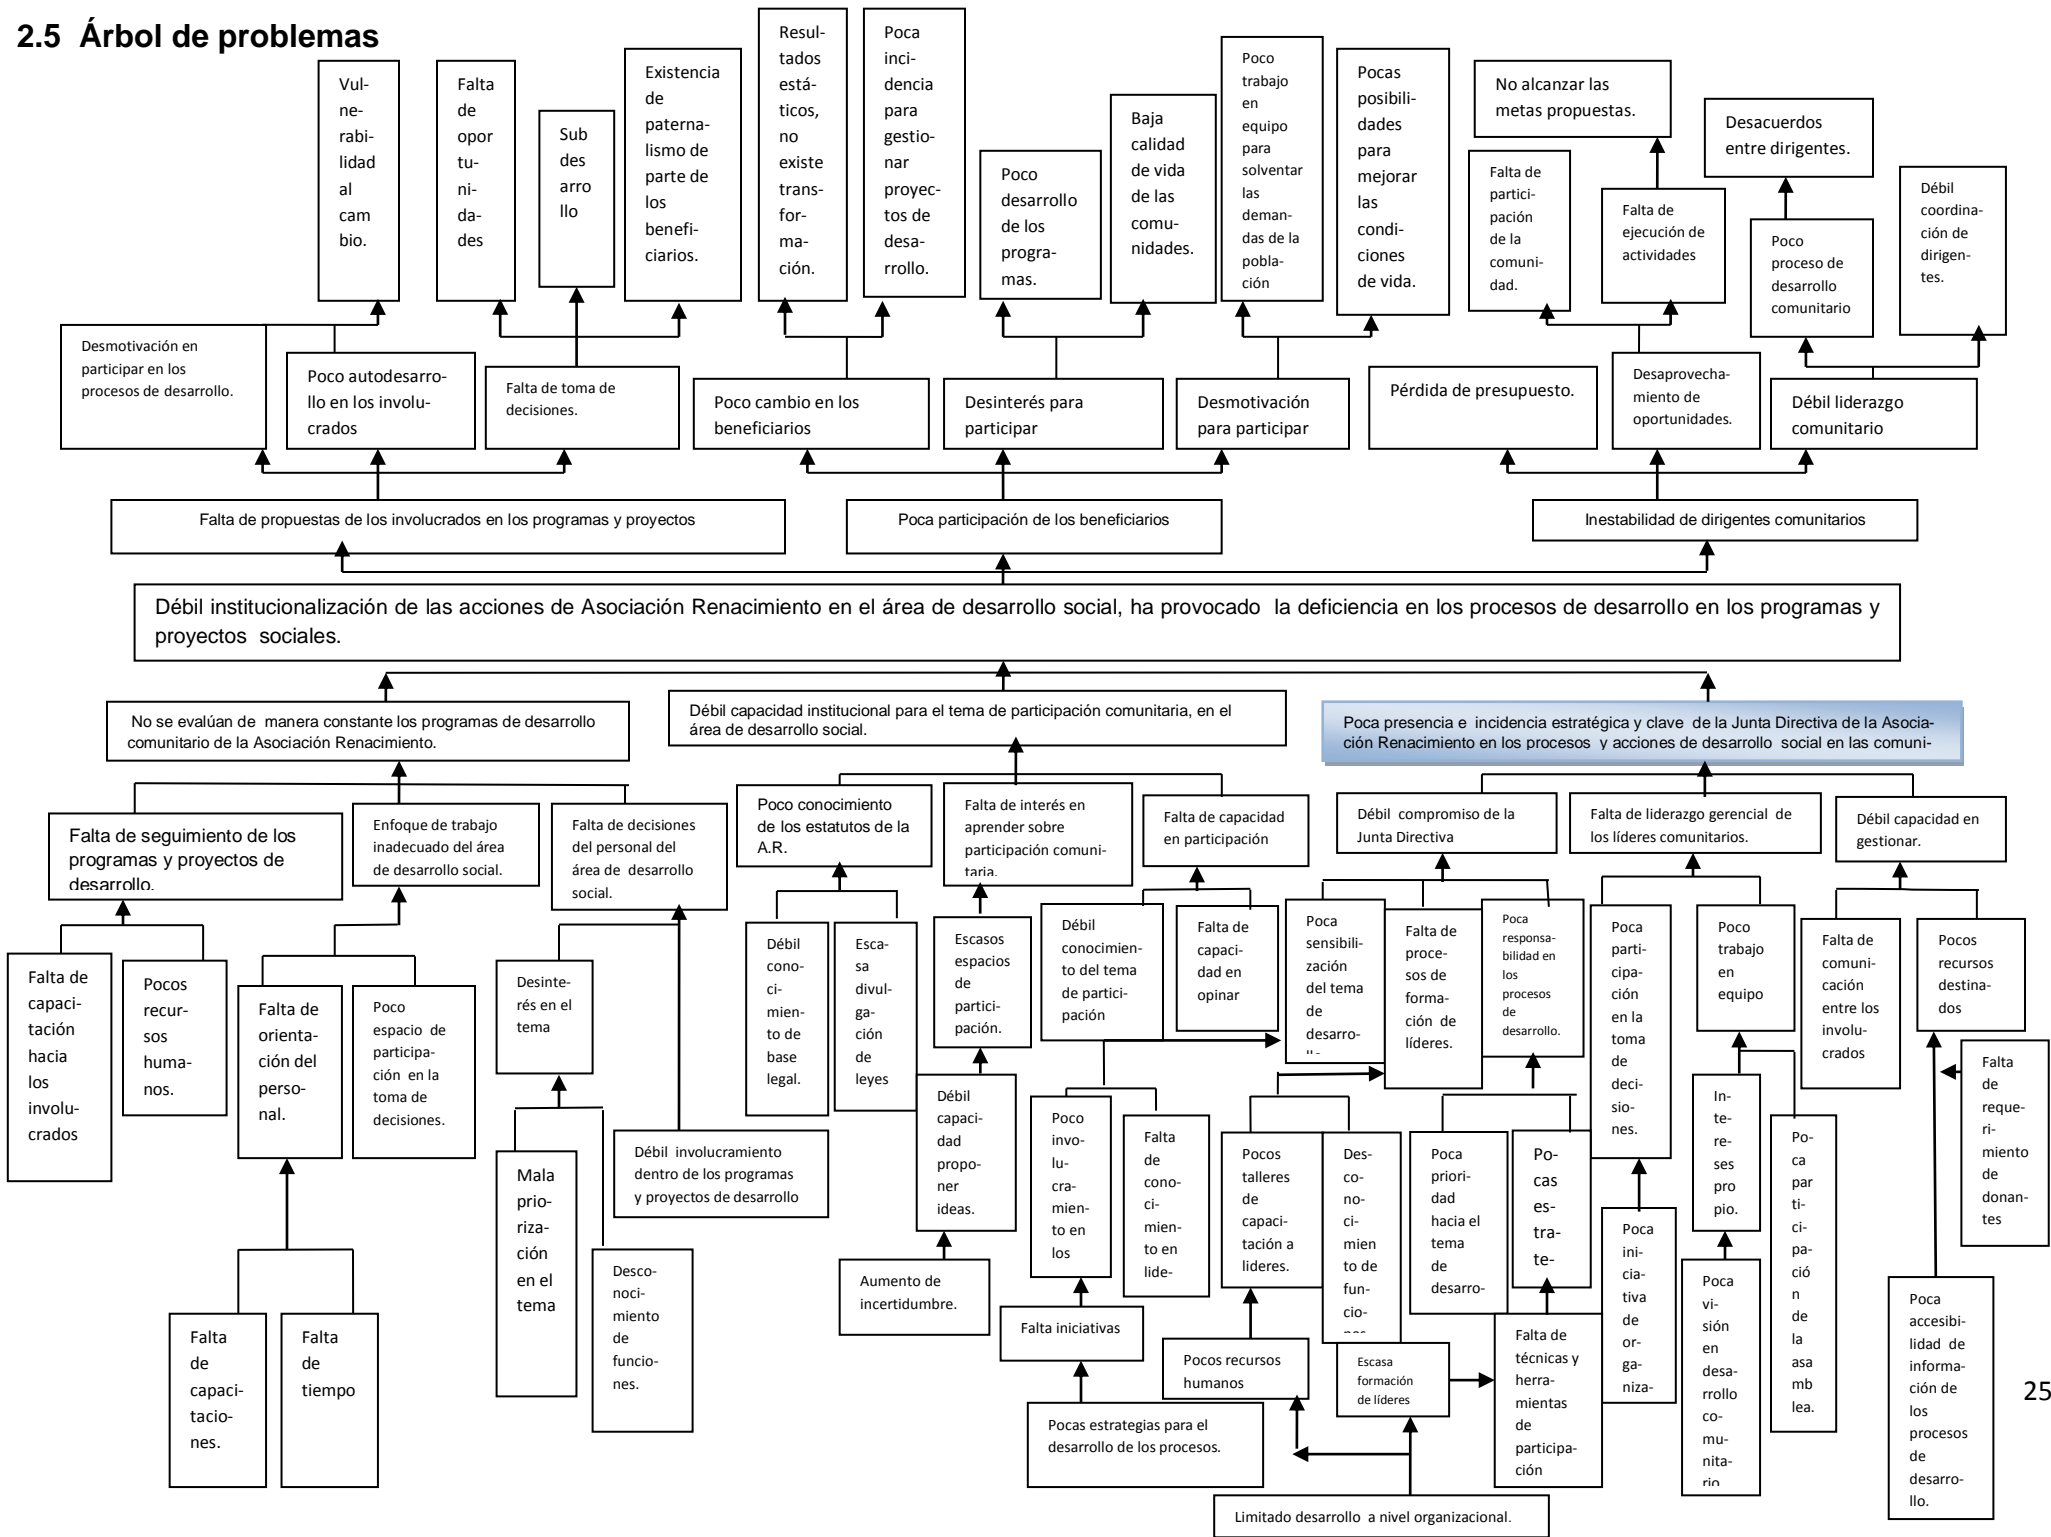 2.5 Árbol de problemas
Vul-
ne-
rabi-
lidad
al
cam
bio.
Falta
de
opor
tu-
ni-
da-
des
Sub
des
arro
llo
Existencia
de
paterna-
lismo de
parte de
los
benefi-
ciarios.
Resul-
tados
está-
ticos,
no
existe
trans-
for-
ma-
ción.
Poca
inci-
dencia
para
gestio-
nar
proyec-
tos de
desa-
rrollo.
Poco
desarrollo
de los
progra-
mas.
Baja
calidad
de vida
de las
comu-
nidades.
Poco
trabajo
en
equipo
para
solventar
las
deman-
das de la
pobla-
ción
Pocas
posibili-
dades
para
mejorar
las
condi-
ciones
de vida.
No alcanzar las
metas propuestas.
Falta de
partici-
pación
de la
comuni-
dad.
Falta de
ejecución de
actividades
Desacuerdos
entre dirigentes.
Poco
proceso de
desarrollo
comunitario
Débil
coordina-
ción de
dirigen-
tes.
Desmotivación en
participar en los
procesos de desarrollo.
Poco autodesarro-
llo en los involu-
crados
Falta de toma de
decisiones.
Poco cambio en los
beneficiarios
Desinterés para
participar
Desmotivación
para participar
Pérdida de presupuesto.
Desaprovecha-
miento de
oportunidades.
Débil liderazgo
comunitario
Falta de propuestas de los involucrados en los programas y proyectos
Poca participación de los beneficiarios
Inestabilidad de dirigentes comunitarios
Débil institucionalización de las acciones de Asociación Renacimiento en el área de desarrollo social, ha provocado la deficiencia en los procesos de desarrollo en los programas y
proyectos sociales.
No se evalúan de manera constante los programas de desarrollo
comunitario de la Asociación Renacimiento.
Débil capacidad institucional para el tema de participación comunitaria, en el
área de desarrollo social.
Poca presencia e incidencia estratégica y clave de la Junta Directiva de la Asocia-
ción Renacimiento en los procesos y acciones de desarrollo social en las comuni-
Falta de seguimiento de los
programas y proyectos de
desarrollo.
Enfoque de trabajo
inadecuado del área
de desarrollo social.
Falta de decisiones
del personal del
área de desarrollo
social.
Poco conocimiento
de los estatutos de la
A.R.
Falta de interés en
aprender sobre
participación comuni-
taria.
Falta de capacidad
en participación
Débil compromiso de la
Junta Directiva
Falta de liderazgo gerencial de
los líderes comunitarios.
Débil capacidad en
gestionar.
Falta de
capaci-
tación
hacia
los
involu-
crados
Pocos
recur-
sos
huma-
nos.
Falta de
orienta-
ción del
perso-
nal.
Poco
espacio de
participa-
ción en la
toma de
decisiones.
Desinte-
rés en el
tema
Débil
cono-
ci-
mien-
to de
base
legal.
Esca-
sa
divul-
ga-
ción
de
leyes
Escasos
espacios
de
partici-
pación.
Débil
conocimien-
to del tema
de partici-
pación
Falta de
capaci-
dad en
opinar
Poca
sensibili-
zación
del tema
de
desarro-
Falta de
proce-
sos de
forma-
ción de
líderes.
Poca
responsa-
bilidad en
los
procesos
de
desarrollo.
Poca
parti-
cipa-
ción
en la
toma
de
deci-
sio-
nes.
Poco
trabajo
en
equipo
Falta de
comuni-
cación
entre los
involu-
crados
Pocos
recursos
destina-
dos
Falta
de
reque-
ri-
miento
de
donan-
tes
Mala
prio-
riza-
ción
en el
tema
Desco-
noci-
miento
de
funcio-
nes.
Débil involucramiento
dentro de los programas
y proyectos de desarrollo
Débil
capaci-
dad
propo-
ner
ideas.
Poco
invo-
lu-
cra-
mien-
to en
los
Falta
de
cono-
ci-
mien-
to en
lide-
Pocos
talleres
de
capaci-
tación a
lideres.
Des-
co-
no-
ci-
mien
to de
fun-
cio-
Poca
priori-
dad
hacia el
tema
de
desarro-
Po-
cas
es-
tra-
te-
Poca
ini-
cia-
tiva
de
or-
ga-
niza-
In-
te-
re-
ses
pro
pio.
Po-
ca
par
ti-
ci-
pa-
ció
n
de
la
asa
mb
lea.
Falta
de
capaci-
tacio-
nes.
Falta
de
tiempo
Aumento de
incertidumbre.
Falta iniciativas
Pocas estrategias para el
desarrollo de los procesos.
Pocos recursos
humanos
Escasa
formación
de líderes
Falta de
técnicas y
herra-
mientas
de
participa-
ción
Poca
vi-
sión
en
desa-
rrollo
co-
mu-
nita-
rio
Poca
accesibi-
lidad de
informa-
ción de
los
procesos
de
desarro-
llo.
Limitado desarrollo a nivel organizacional.
25